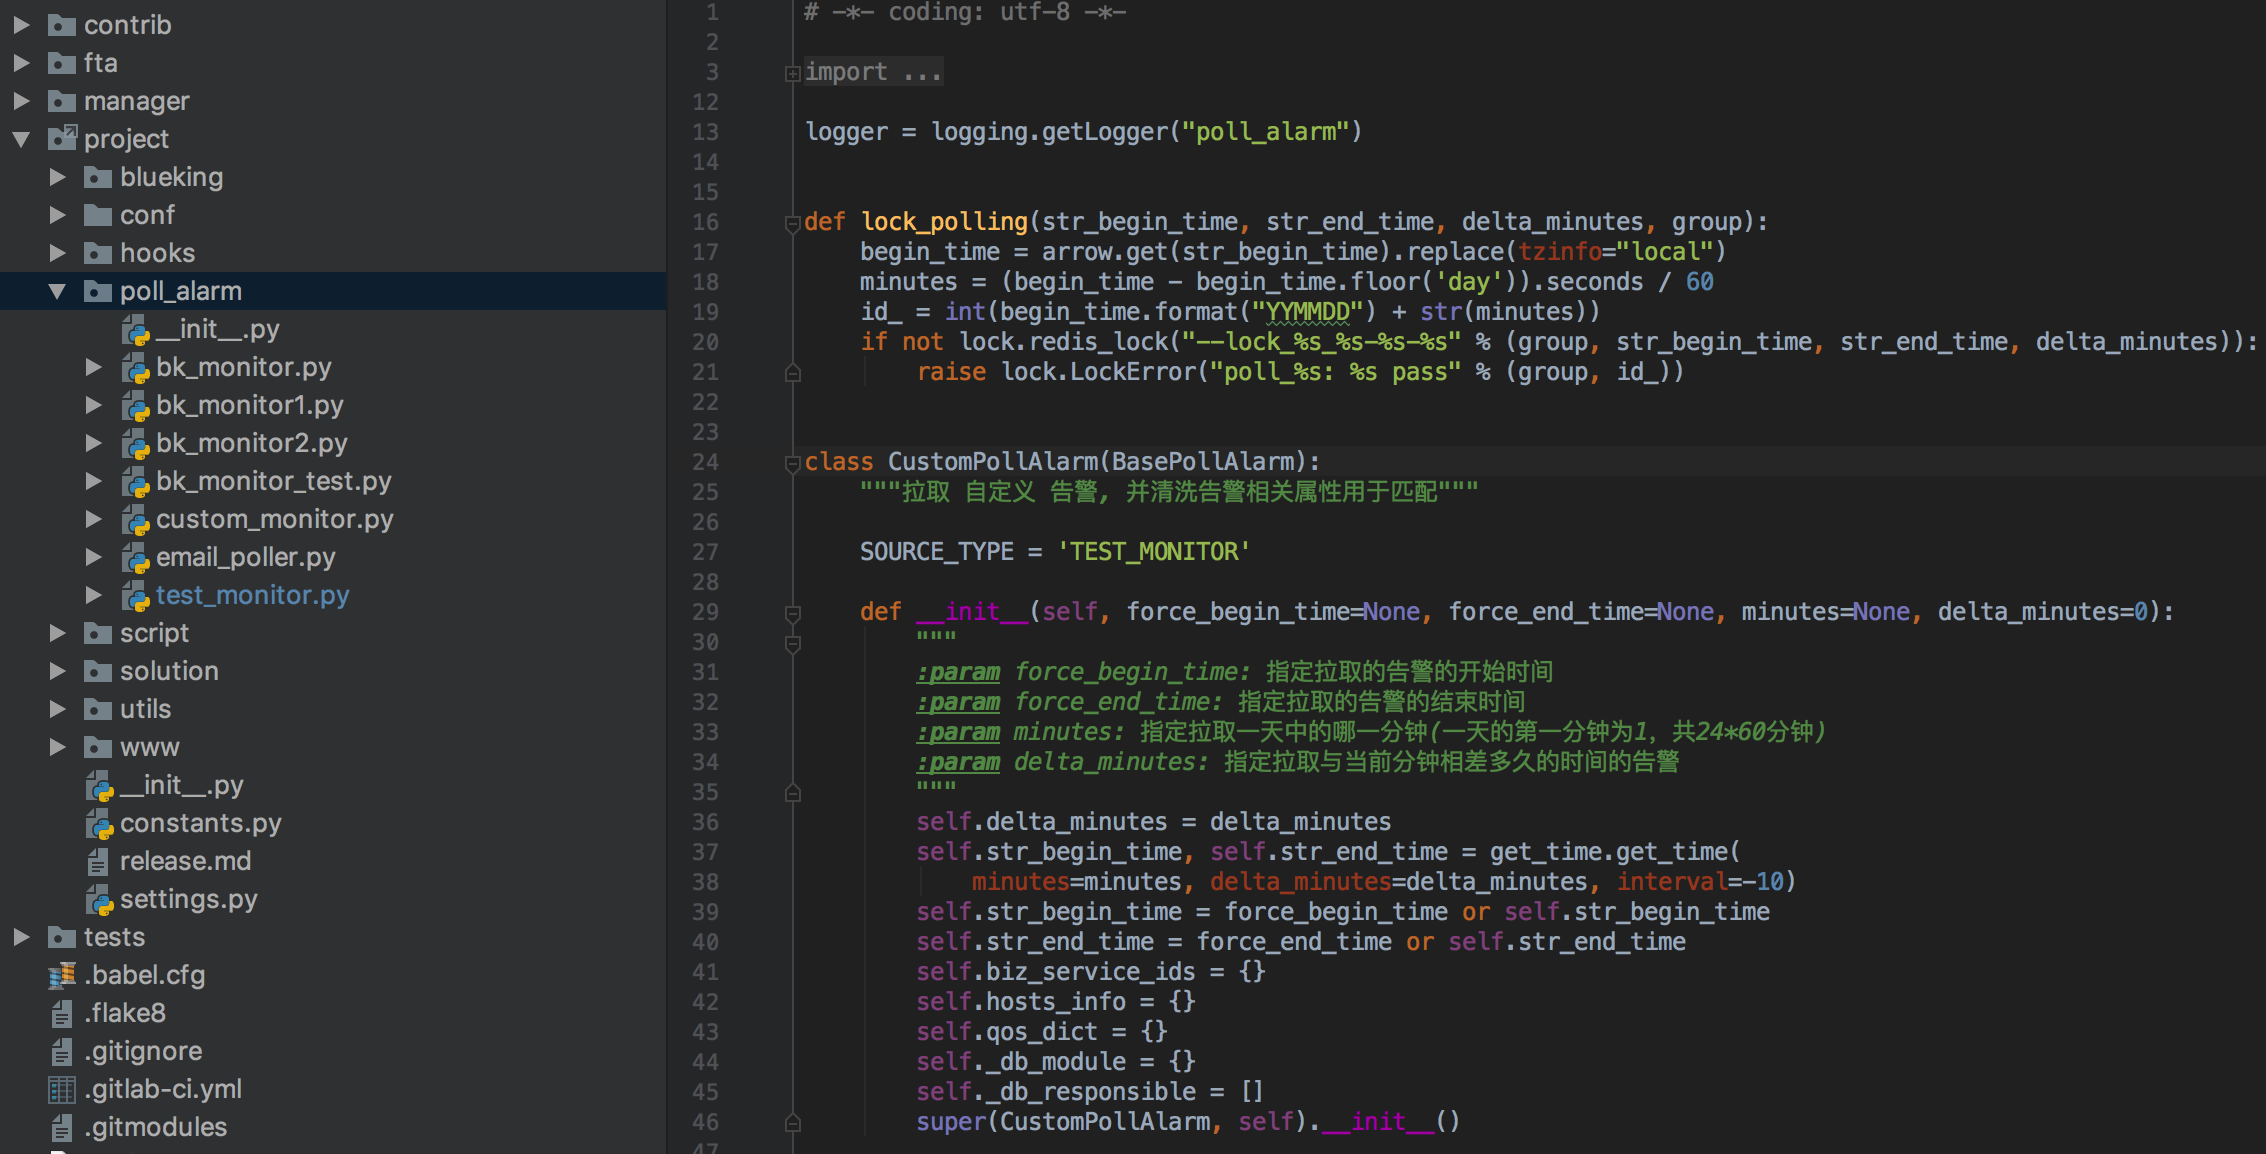 contrib
fta
manager
project
blueking
conf
hooks
poll_alarm
__init__.py
bk_monitor.py
bk_monitor1.py
bk_monitor2.py
bk_monitor_test.py
custom_monitor.py
email_poller.py
test_monitor.py
script
solution
utils
www
__init__.py
constants.py
release.md
settings.py
tests
.babel.cfg
.flake8
.gitignore
.gitlab-ci.yml
.gitmodules
1 # -*- coding: utf-8 -*-
2
3 import ...
12
13 logger = logging.getLogger("poll_alarm")
14
15
16 def lock_polling(str_begin_time, str_end_time, delta_minutes, group):
17     begin_time = arrow.get(str_begin_time).replace(tzinfo="local")
18     minutes = (begin_time - begin_time.floor('day')).seconds / 60
19     id_ = int(begin_time.format("YYMMDD") + str(minutes))
20     if not lock.redis_lock("--lock_%s_%s-%s-%s" % (group, str_begin_time, str_end_time, delta_minutes)):
21         raise lock.LockError("poll_%s: %s pass" % (group, id_))
22
23
24 class CustomPollAlarm(BasePollAlarm):
25     """拉取 自定义 告警, 并清洗告警相关属性用于匹配"""
26
27     SOURCE_TYPE = 'TEST_MONITOR'
28
29     def __init__(self, force_begin_time=None, force_end_time=None, minutes=None, delta_minutes=0):
30         """
31         :param force_begin_time: 指定拉取的告警的开始时间
32         :param force_end_time: 指定拉取的告警的结束时间
33         :param minutes: 指定拉取一天中的哪一分钟(一天的第一分钟为1，共24*60分钟)
34         :param delta_minutes: 指定拉取与当前分钟相差多久的时间的告警
35         """
36         self.delta_minutes = delta_minutes
37         self.str_begin_time, self.str_end_time = get_time.get_time(
38             minutes=minutes, delta_minutes=delta_minutes, interval=-10)
39         self.str_begin_time = force_begin_time or self.str_begin_time
40         self.str_end_time = force_end_time or self.str_end_time
41         self.biz_service_ids = {}
42         self.hosts_info = {}
43         self.qos_dict = {}
44         self._db_module = {}
45         self._db_responsible = []
46         super(CustomPollAlarm, self).__init__()
47